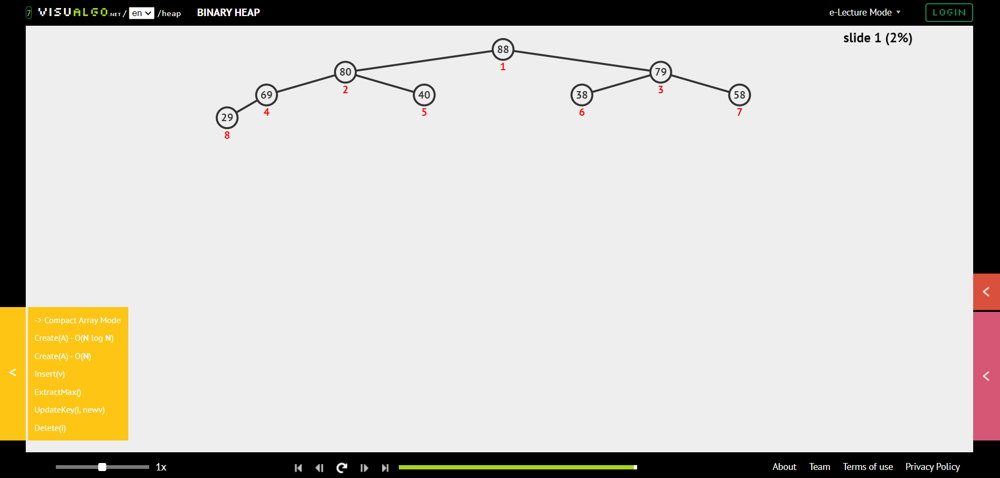 7 VISUALGO.NET / en /heap BINARY HEAP e-Lecture Mode LOGIN
slide 1 (2%)
88
1
80 79
2 3
69 40 38 58
4 5 6 7
29
8
-> Compact Array Mode
Create(A) - O(N log N)
Create(A) - O(N)
Insert(v)
ExtractMax()
UpdateKey(i, newv)
Delete(i)
1x About Team Terms of use Privacy Policy